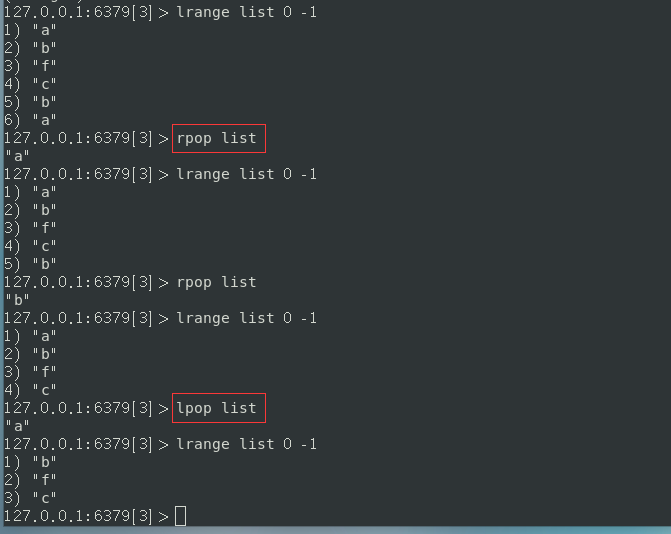 127.0.0.1:6379[3]> lrange list 0 -1
1) "a"
2) "b"
3) "f"
4) "c"
5) "b"
6) "a"
127.0.0.1:6379[3]> rpop list
"a"
127.0.0.1:6379[3]> lrange list 0 -1
1) "a"
2) "b"
3) "f"
4) "c"
5) "b"
127.0.0.1:6379[3]> rpop list
"b"
127.0.0.1:6379[3]> lrange list 0 -1
1) "a"
2) "b"
3) "f"
4) "c"
127.0.0.1:6379[3]> lpop list
"a"
127.0.0.1:6379[3]> lrange list 0 -1
1) "b"
2) "f"
3) "c"
127.0.0.1:6379[3]>